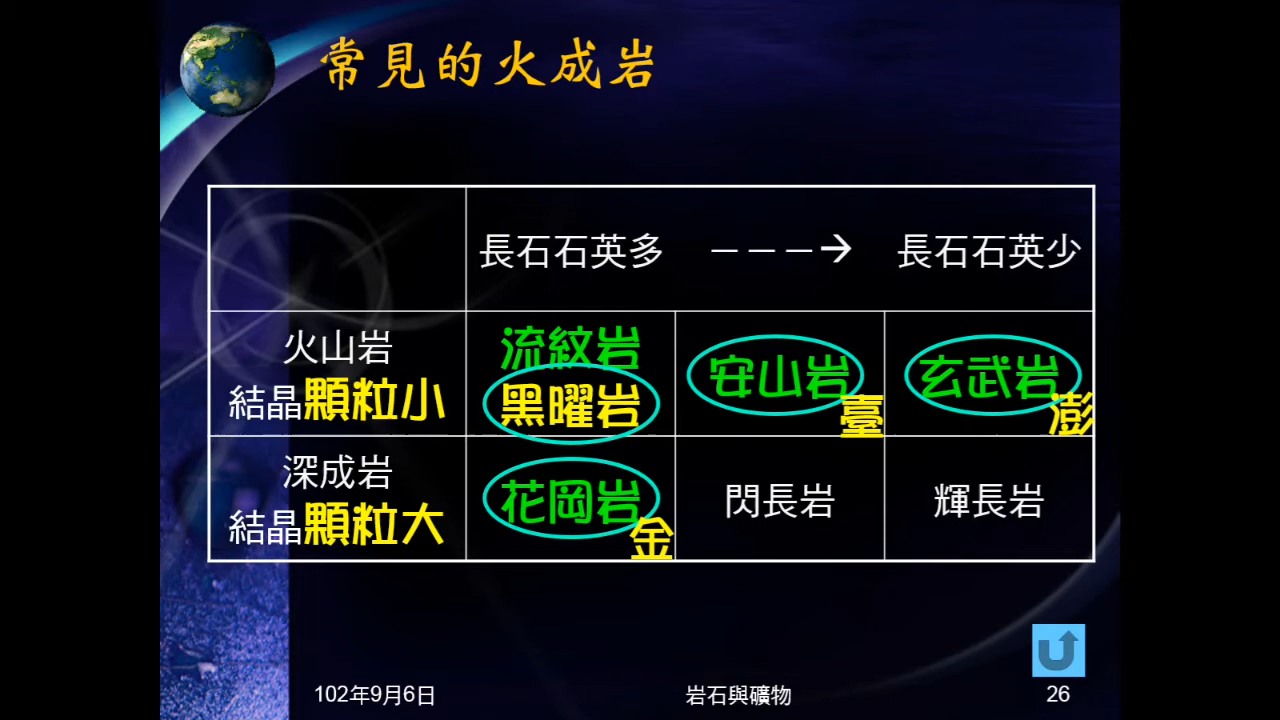 常見的火成岩
長石石英多 －－－→ 長石石英少
火山岩
結晶顆粒小
流紋岩
黑曜岩
安山岩
臺
玄武岩
澎
深成岩
結晶顆粒大
花岡岩
金
閃長岩
輝長岩
102年9月6日
岩石與礦物
26